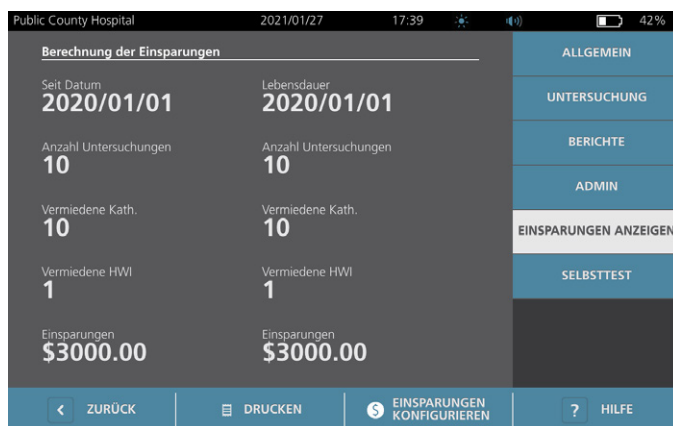 Public County Hospital 2021/01/27 17:39 42%
Berechnung der Einsparungen
Seit Datum
2020/01/01
Lebensdauer
2020/01/01
Anzahl Untersuchungen
10
Anzahl Untersuchungen
10
Vermiedene Kath.
10
Vermiedene Kath.
10
Vermiedene HWI
1
Vermiedene HWI
1
Einsparungen
$3000.00
Einsparungen
$3000.00
ALLGEMEIN
UNTERSUCHUNG
BERICHTE
ADMIN
EINSPARUNGEN ANZEIGEN
SELBSTTEST
< ZURÜCK
DRUCKEN
$ EINSPARUNGEN
KONFIGURIEREN
? HILFE